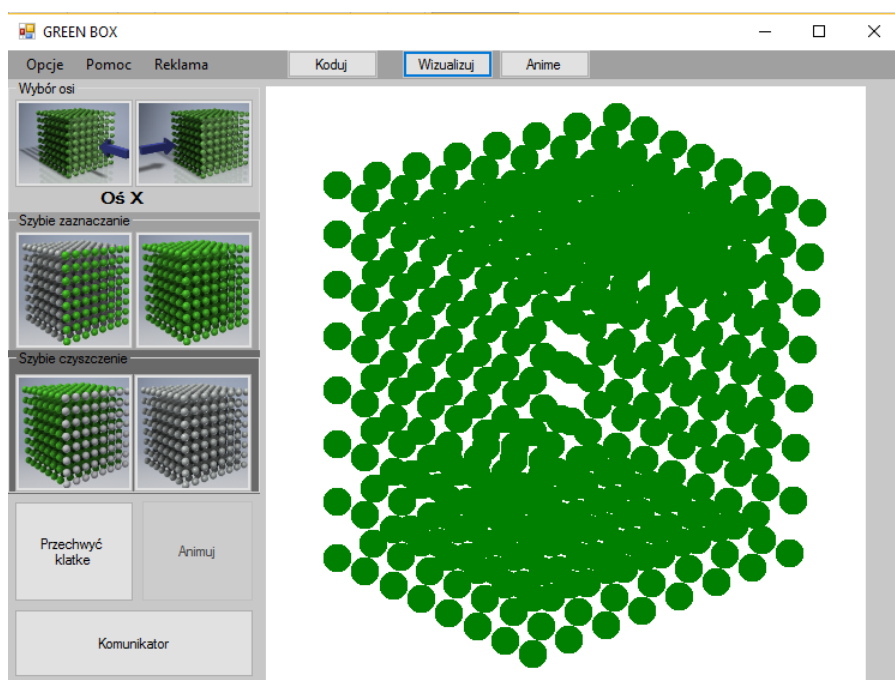 GREEN BOX
Opcje Pomoc Reklama Koduj Wizualizuj Anime
Wybór osi
Oś X
Szybie zaznaczanie
Szybie czyszczenie
Przechwyć
klatke
Animuj
Komunikator